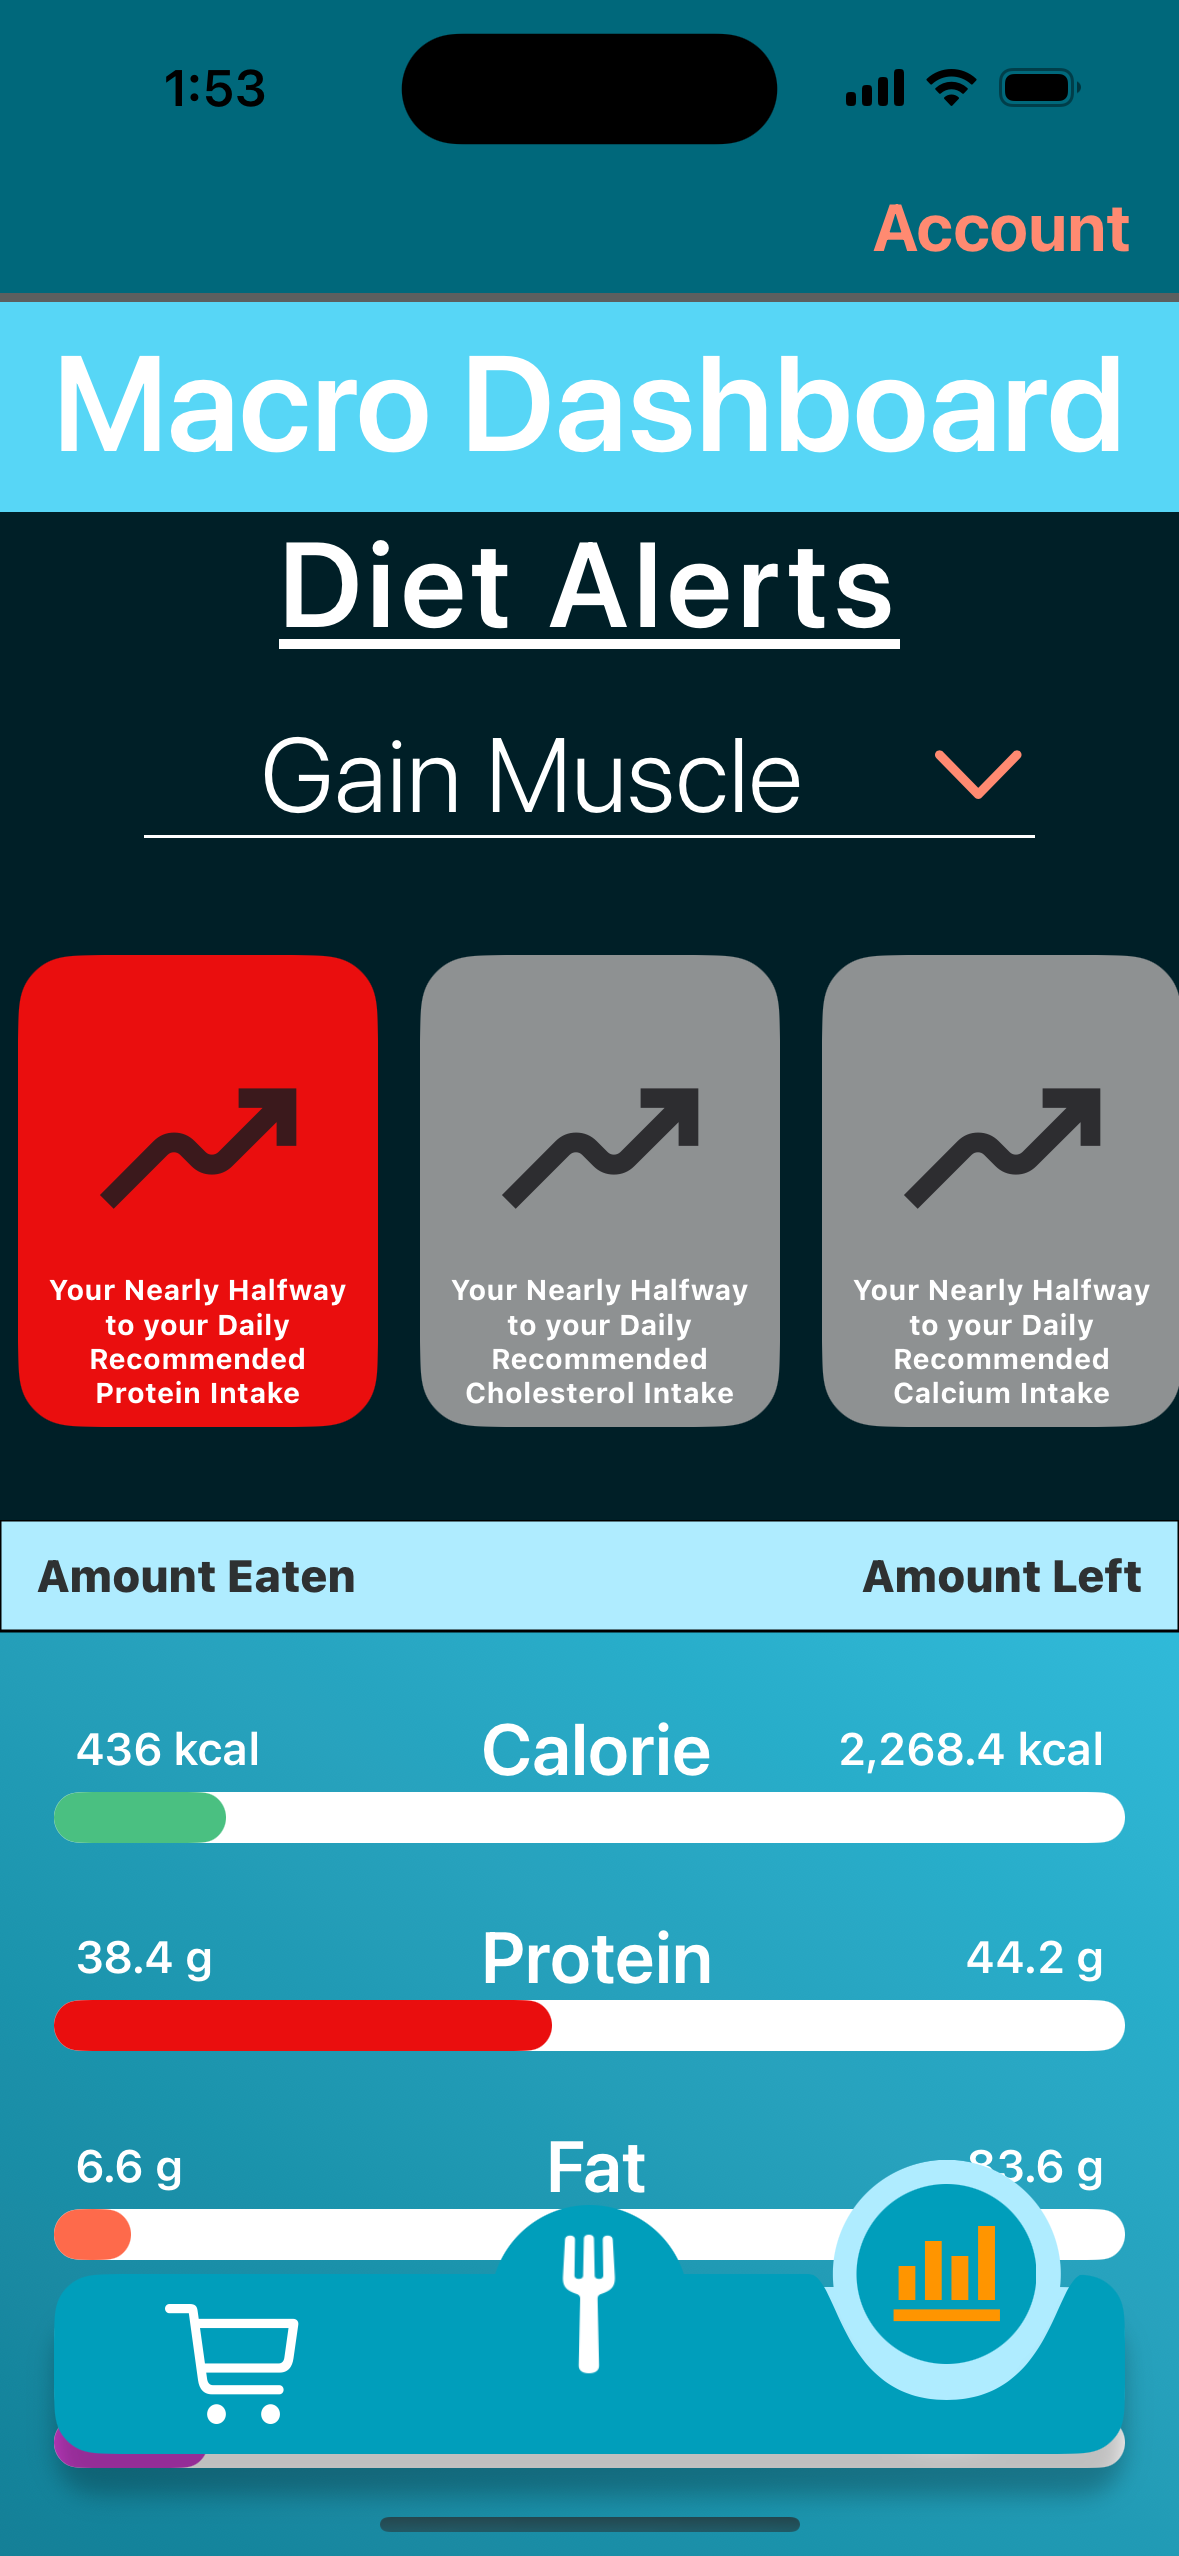 1:53
Account
Macro Dashboard
Diet Alerts
Gain Muscle
Your Nearly Halfway
to your Daily
Recommended
Protein Intake
Your Nearly Halfway
to your Daily
Recommended
Cholesterol Intake
Your Nearly Halfway
to your Daily
Recommended
Calcium Intake
Amount Eaten Amount Left
436 kcal Calorie 2,268.4 kcal
38.4 g Protein 44.2 g
6.6 g Fat 83.6 g